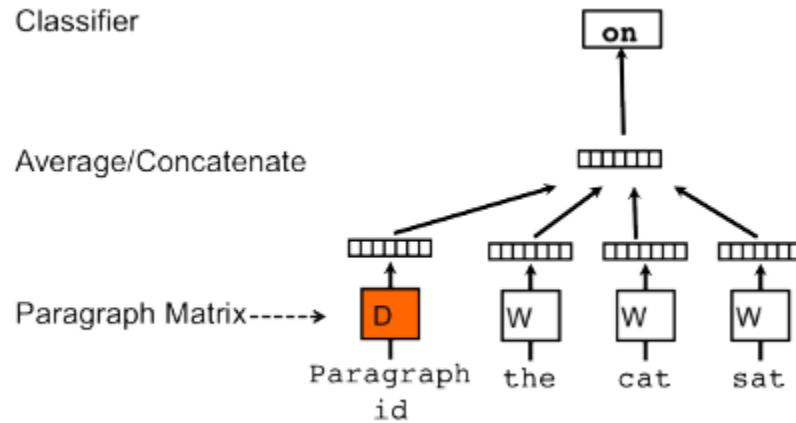 Classifier
on
Average/Concatenate
Paragraph Matrix
D
W
W
W
Paragraph
id
the
cat
sat